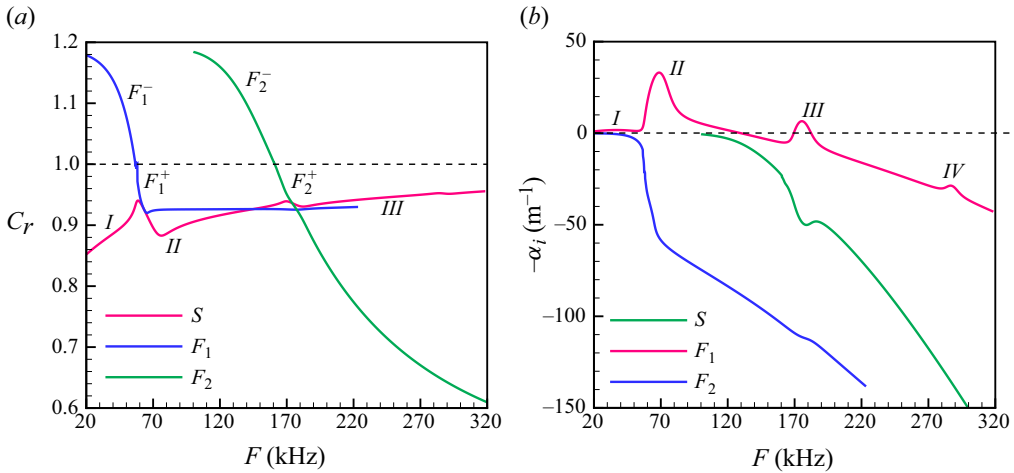 (a)
1.2
1.1
1.0
0.9
0.8
0.7
0.6
C_r
F_1^-
F_2^-
F_1^+
F_2^+
I
II
III
S
F_1
F_2
20 70 120 170 220 270 320
F (kHz)
(b)
50
0
−50
−100
−150
−α_i (m^{−1})
I
II
III
IV
S
F_1
F_2
20 70 120 170 220 270 320
F (kHz)